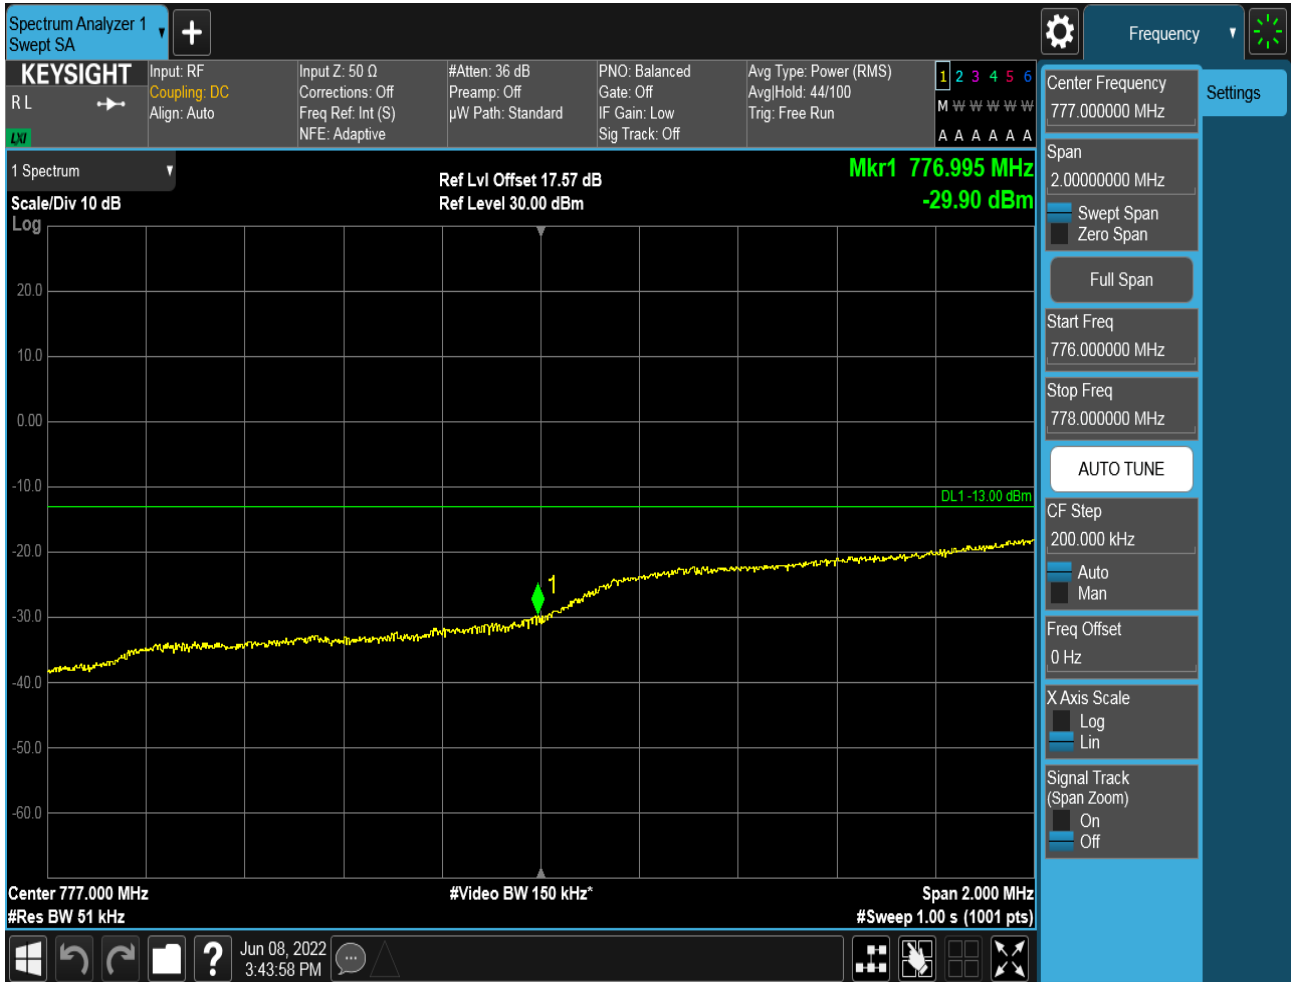 Spectrum Analyzer 1
Swept SA
+
Frequency
KEYSIGHT
R L
LXI
Input: RF
Coupling: DC
Align: Auto
Input Z: 50 Ω
Corrections: Off
Freq Ref: Int (S)
NFE: Adaptive
#Atten: 36 dB
Preamp: Off
µW Path: Standard
PNO: Balanced
Gate: Off
IF Gain: Low
Sig Track: Off
Avg Type: Power (RMS)
Avg|Hold: 44/100
Trig: Free Run
1 2 3 4 5 6
M W W W W W
A A A A A A
1 Spectrum
Scale/Div 10 dB
Log
Ref Lvl Offset 17.57 dB
Ref Level 30.00 dBm
Mkr1 776.995 MHz
-29.90 dBm
20.0
10.0
0.00
-10.0
-20.0
-30.0
-40.0
-50.0
-60.0
DL1 -13.00 dBm
1
Center 777.000 MHz
#Res BW 51 kHz
#Video BW 150 kHz*
Span 2.000 MHz
#Sweep 1.00 s (1001 pts)
Center Frequency
777.000000 MHz
Settings
Span
2.00000000 MHz
Swept Span
Zero Span
Full Span
Start Freq
776.000000 MHz
Stop Freq
778.000000 MHz
AUTO TUNE
CF Step
200.000 kHz
Auto
Man
Freq Offset
0 Hz
X Axis Scale
Log
Lin
Signal Track
(Span Zoom)
On
Off
?
Jun 08, 2022
3:43:58 PM